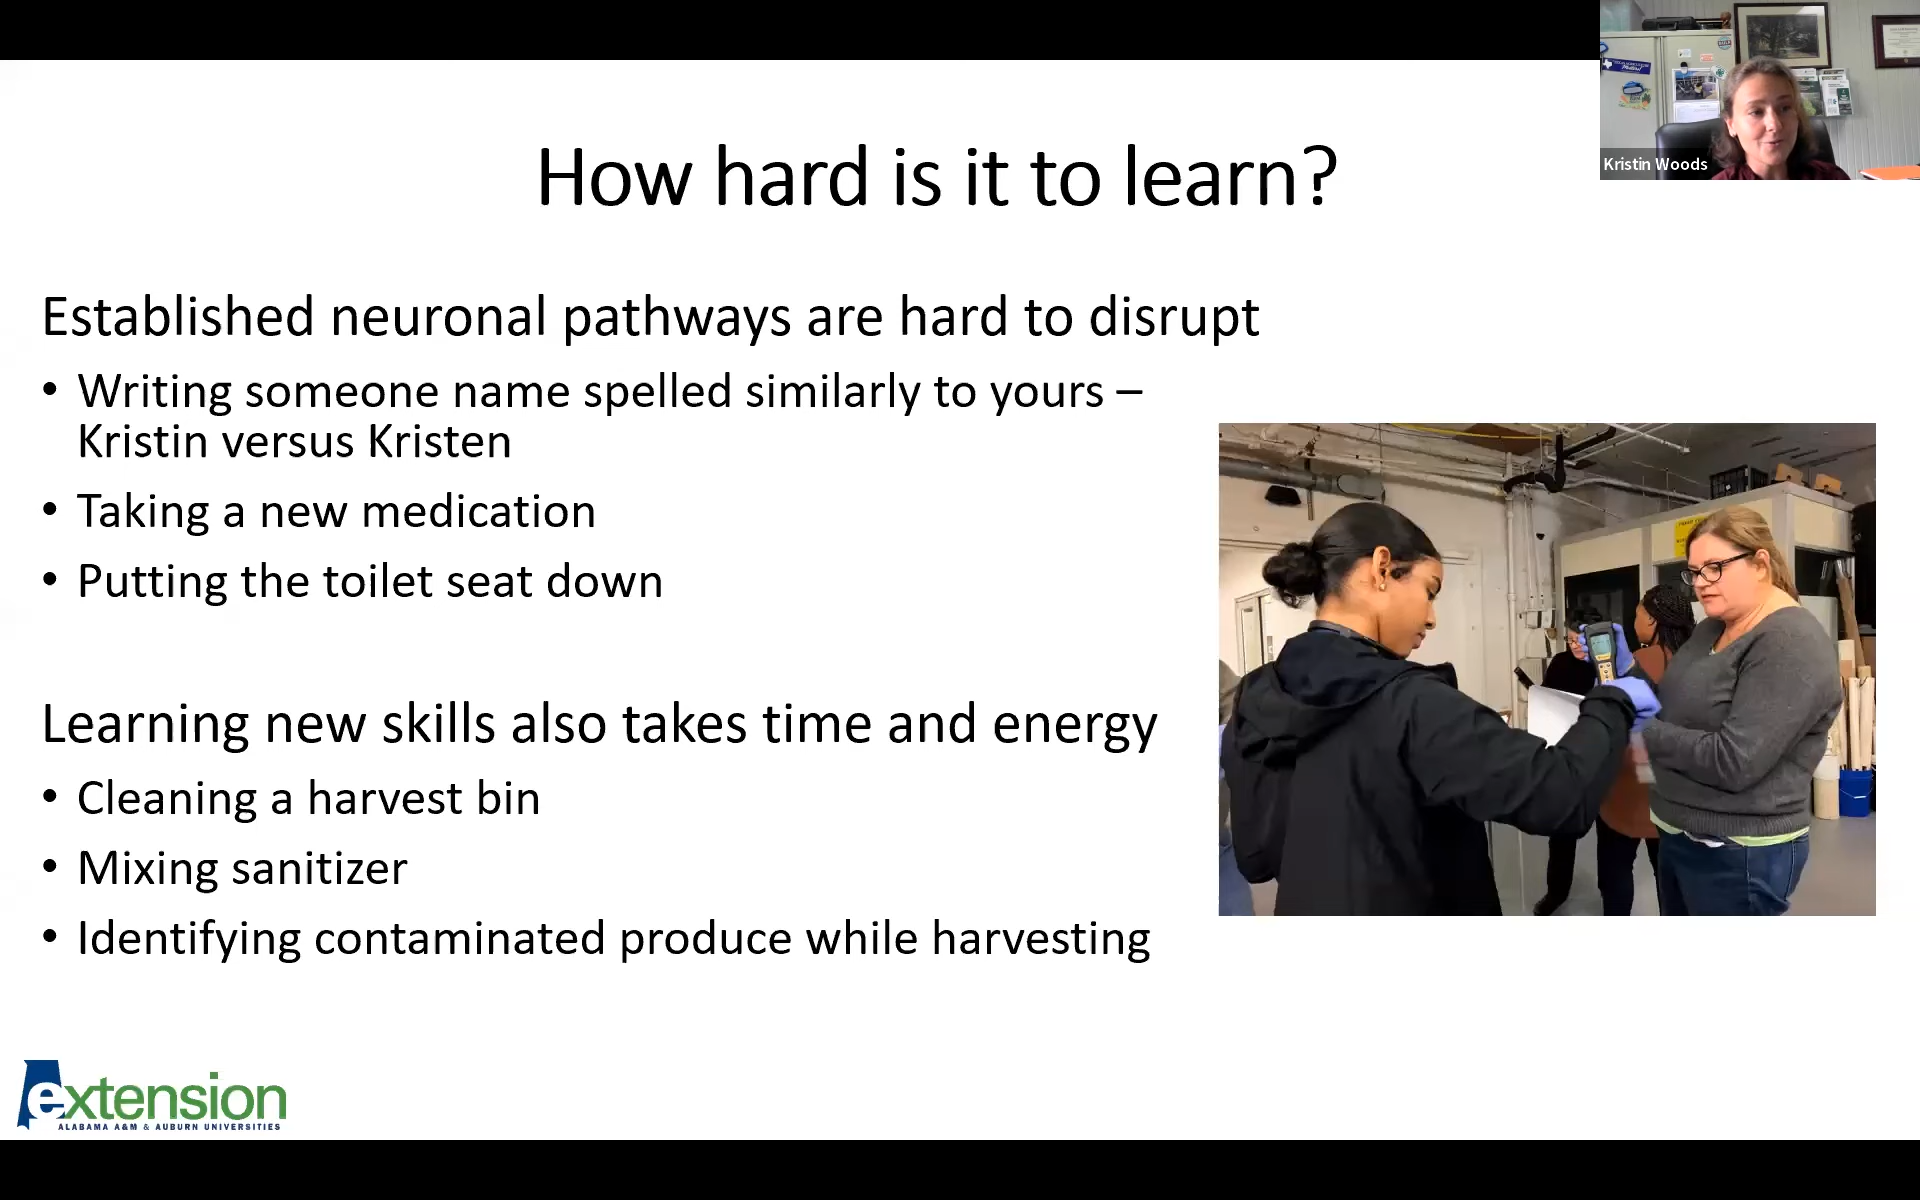 Kristin Woods
How hard is it to learn?
Established neuronal pathways are hard to disrupt
• Writing someone name spelled similarly to yours –
Kristin versus Kristen
• Taking a new medication
• Putting the toilet seat down
Learning new skills also takes time and energy
• Cleaning a harvest bin
• Mixing sanitizer
• Identifying contaminated produce while harvesting
extension
ALABAMA A&M & AUBURN UNIVERSITIES